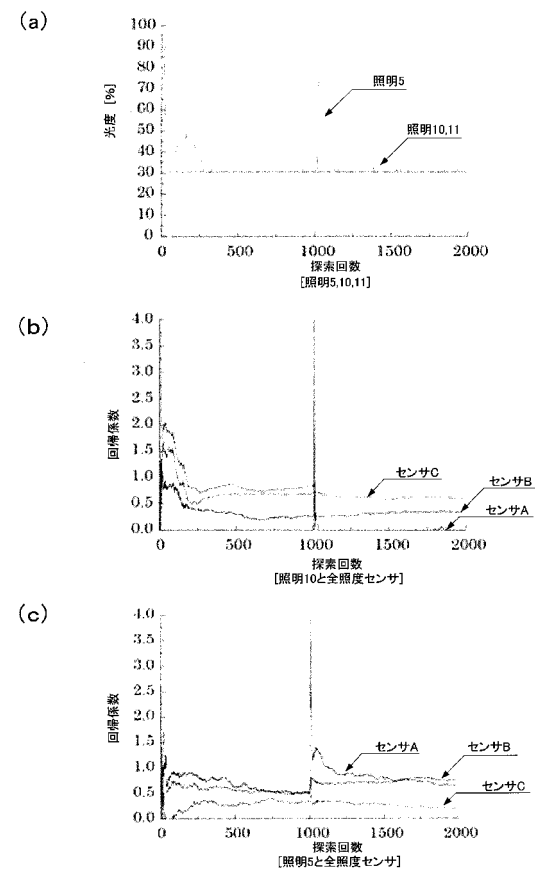 (a)
光度 [%]
100
90
80
70
60
50
40
30
20
10
0
照明5
照明10,11
0 500 1000 1500 2000
探索回数
[照明5,10,11]
(b)
回帰係数
4.0
3.5
3.0
2.5
2.0
1.5
1.0
0.5
0.0
センサC
センサB
センサA
0 500 1000 1500 2000
探索回数
[照明10と全照度センサ]
(c)
回帰係数
4.0
3.5
3.0
2.5
2.0
1.5
1.0
0.5
0.0
センサA
センサB
センサC
0 500 1000 1500 2000
探索回数
[照明5と全照度センサ]